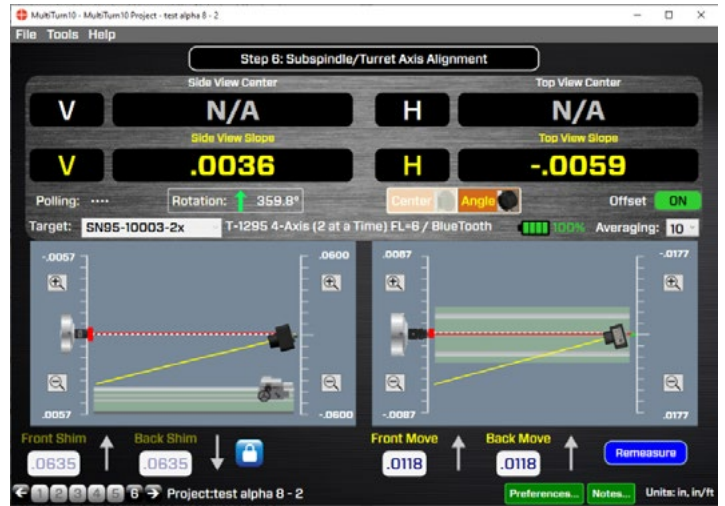 MultiTurn10 - MultiTurn10 Project - test alpha 8 - 2
File Tools Help
Step 6: Subspindle/Turret Axis Alignment
Side View Center Top View Center
V N/A H N/A
Side View Slope Top View Slope
V .0036 H -.0059
Polling: ···· Rotation: 359.8° Center Angle Offset ON
Target: SN95-10003-2x T-1295 4-Axis (2 at a Time) FL=6 / BlueTooth 100% Averaging: 10
-.0057 .0600 .0087 -.0177
.0057 -.0600 -.0087 .0177
Front Shim Back Shim Front Move Back Move
.0635 .0635 .0118 .0118 Remeasure
1 2 3 4 5 6 Project:test alpha 8 - 2 Preferences... Notes... Units: in, in/ft